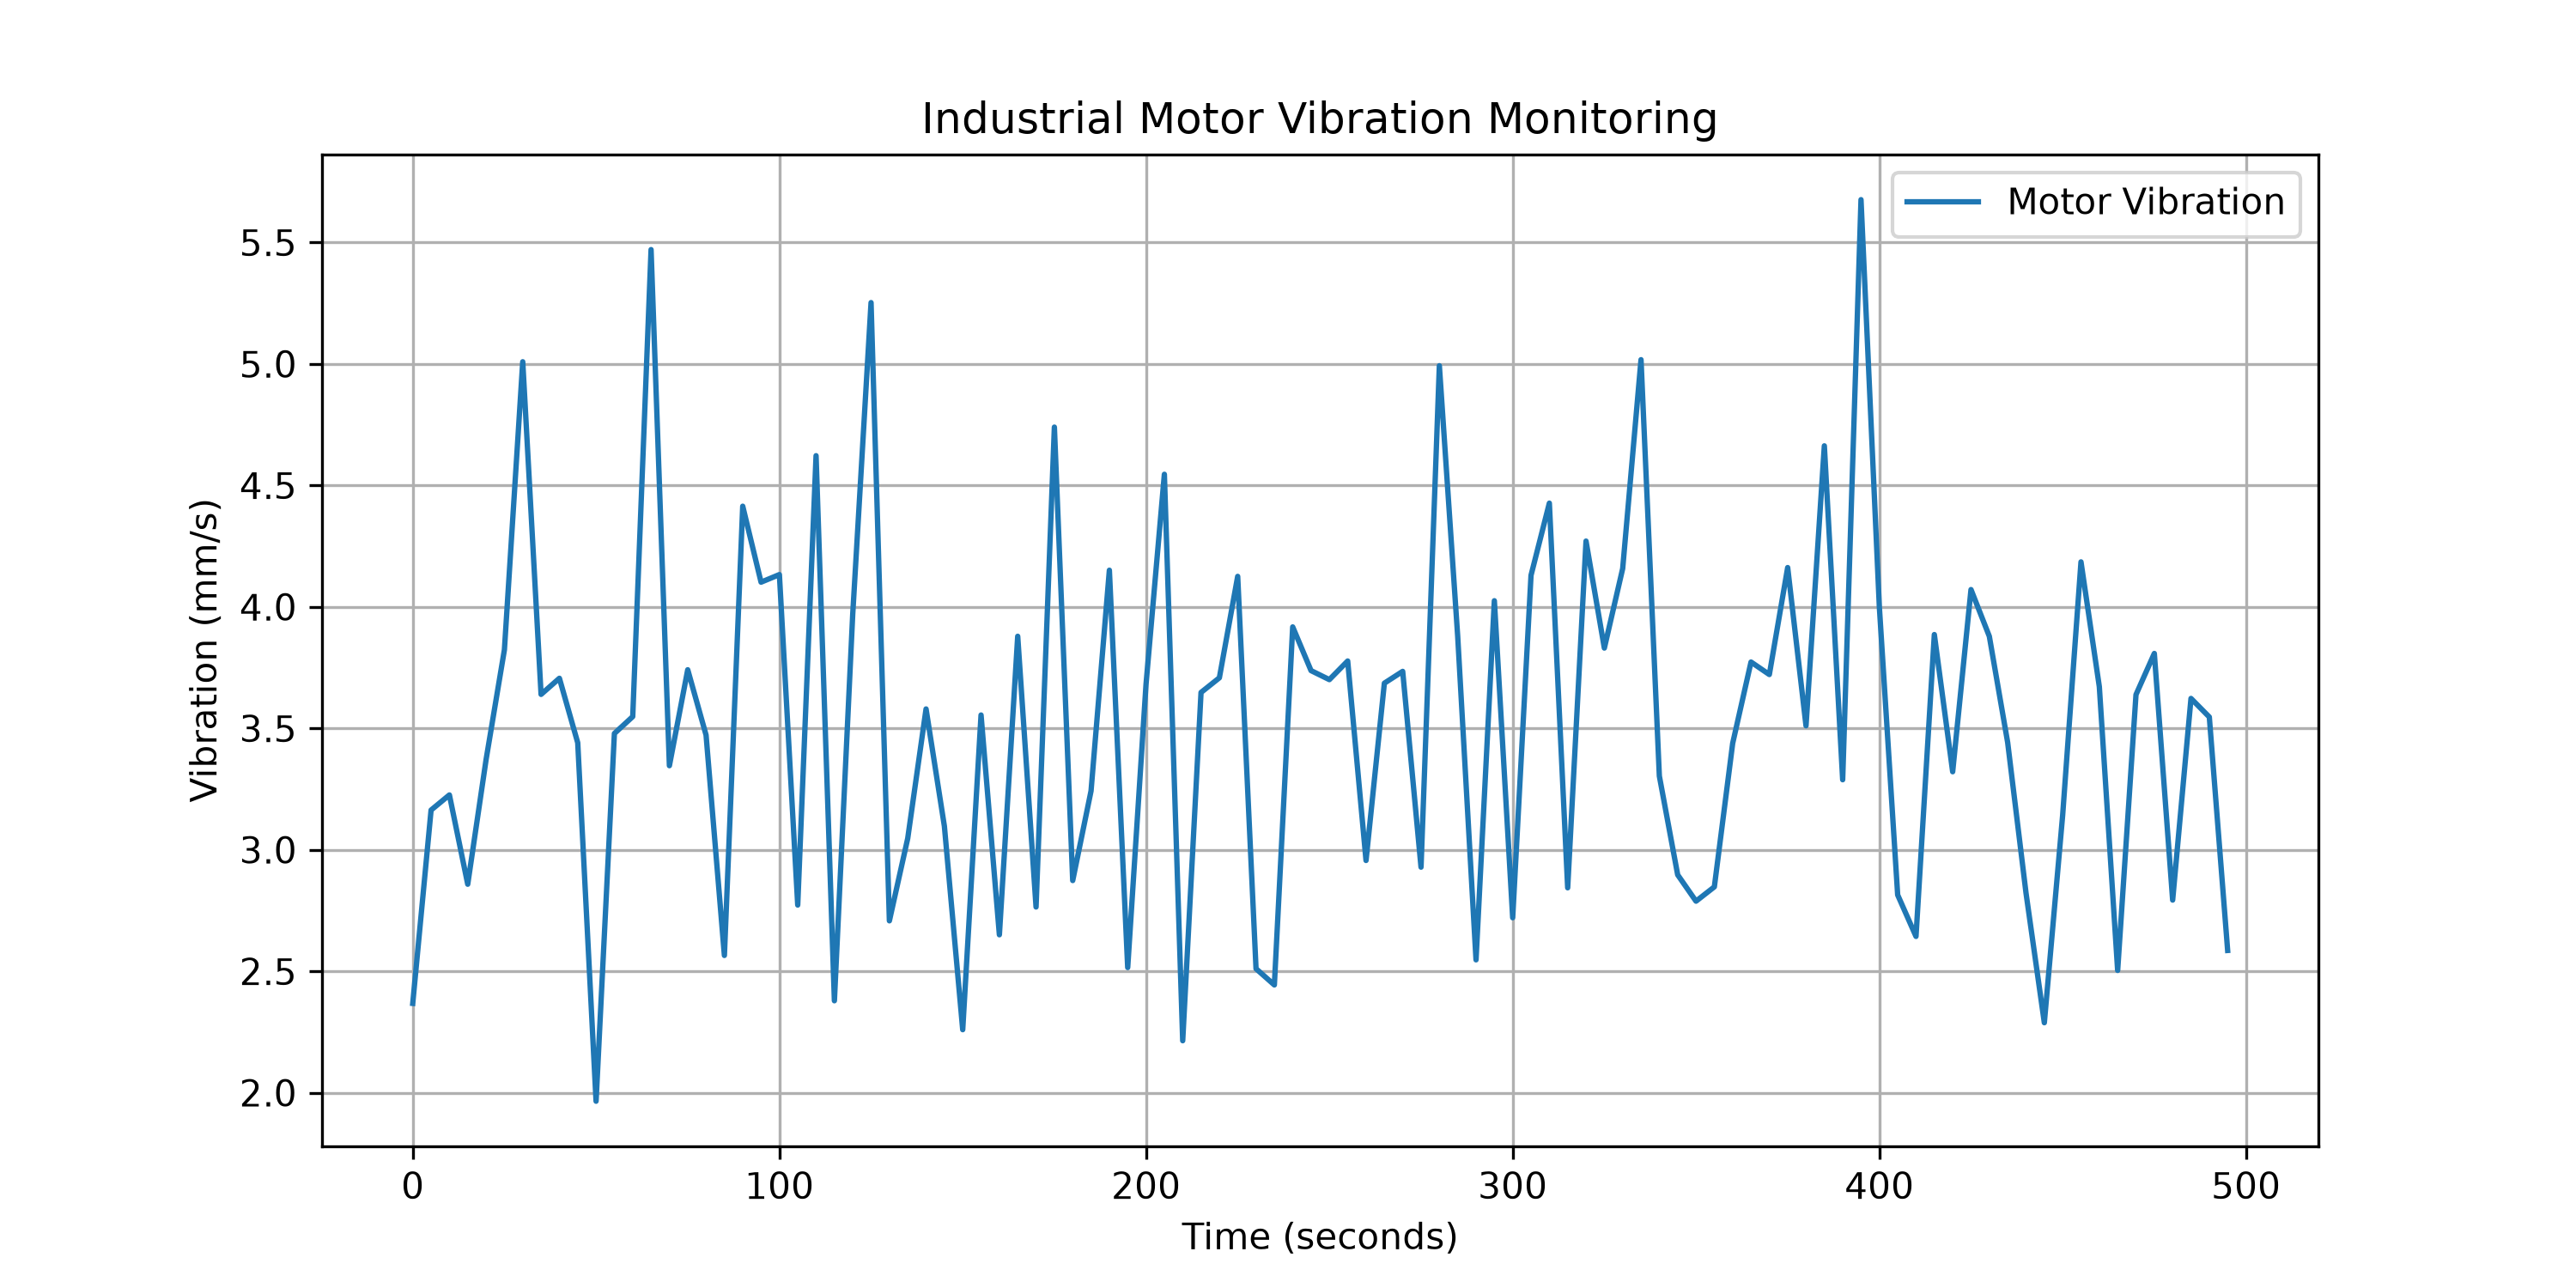 Industrial Motor Vibration Monitoring
Motor Vibration
Vibration (mm/s)
5.5
5.0
4.5
4.0
3.5
3.0
2.5
2.0
0 100 200 300 400 500
Time (seconds)